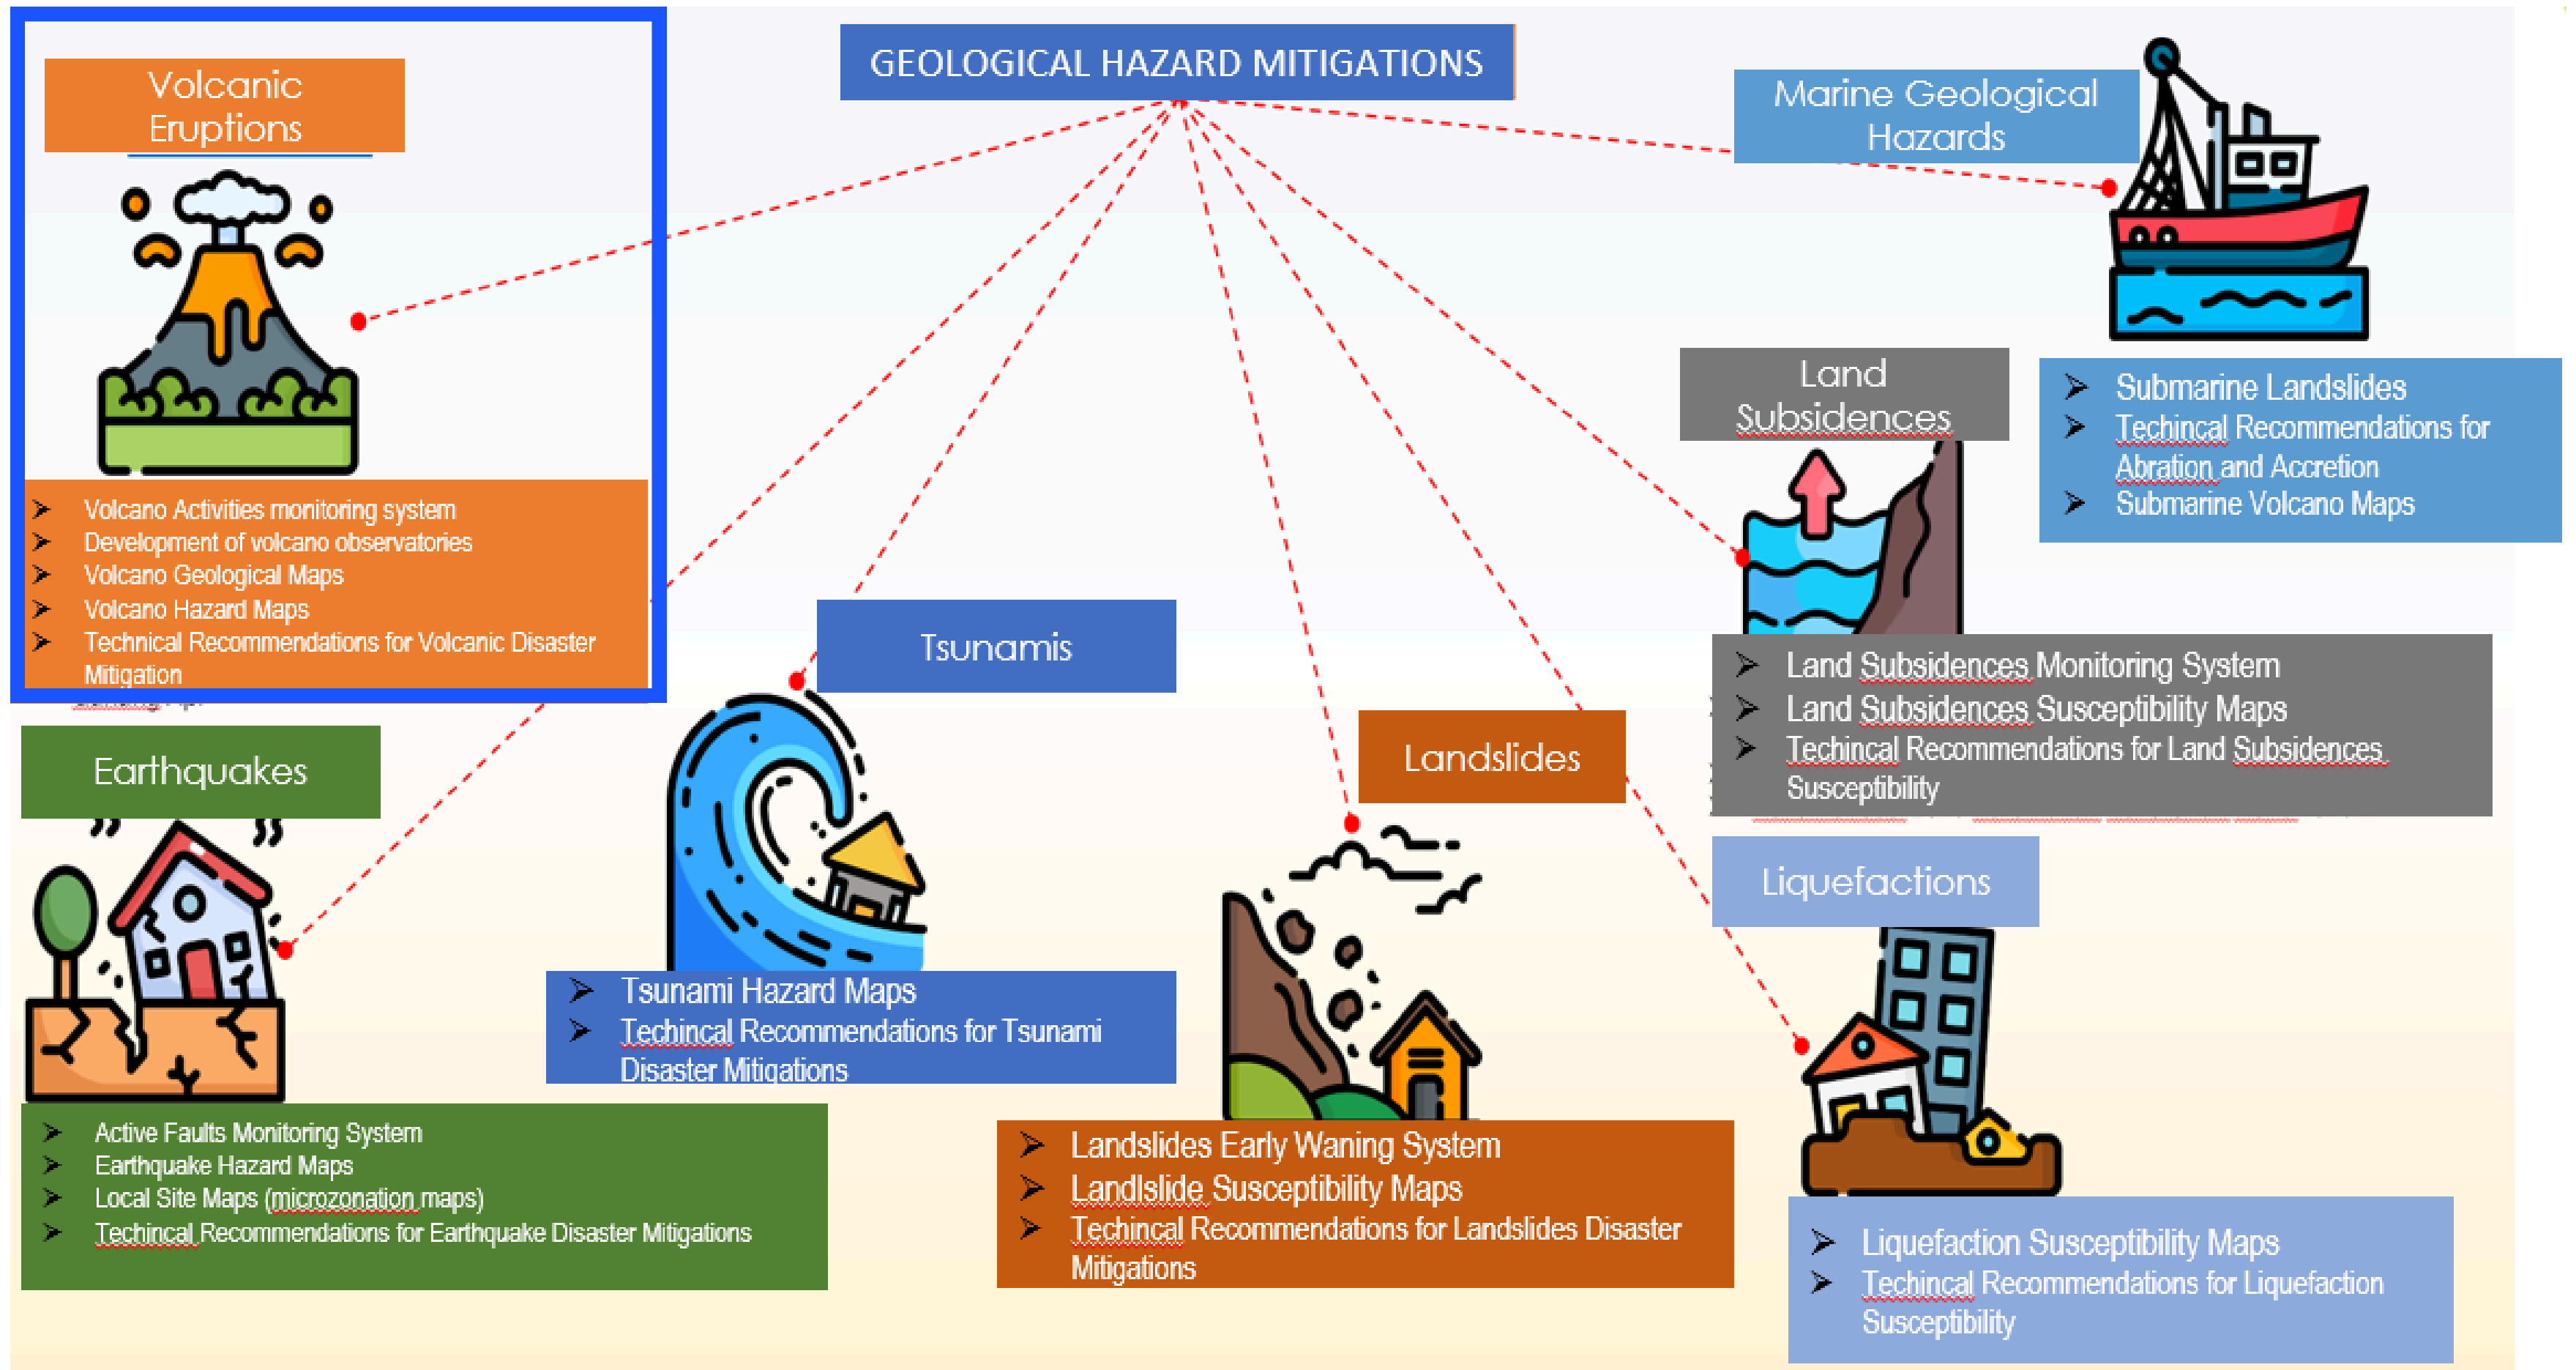 GEOLOGICAL HAZARD MITIGATIONS
Volcanic
Eruptions
Volcano Activities monitoring system
Development of volcano observatories
Volcano Geological Maps
Volcano Hazard Maps
Technical Recommendations for Volcanic Disaster
Mitigation
Marine Geological
Hazards
Submarine Landslides
Techincal Recommendations for
Abration and Accretion
Submarine Volcano Maps
Land
Subsidences
Land Subsidences Monitoring System
Land Subsidences Susceptibility Maps
Techincal Recommendations for Land Subsidences
Susceptibility
Tsunamis
Tsunami Hazard Maps
Techincal Recommendations for Tsunami
Disaster Mitigations
Earthquakes
Active Faults Monitoring System
Earthquake Hazard Maps
Local Site Maps (microzonation maps)
Techincal Recommendations for Earthquake Disaster Mitigations
Landslides
Landslides Early Waning System
Landlslide Susceptibility Maps
Techincal Recommendations for Landslides Disaster
Mitigations
Liquefactions
Liquefaction Susceptibility Maps
Techincal Recommendations for Liquefaction
Susceptibility